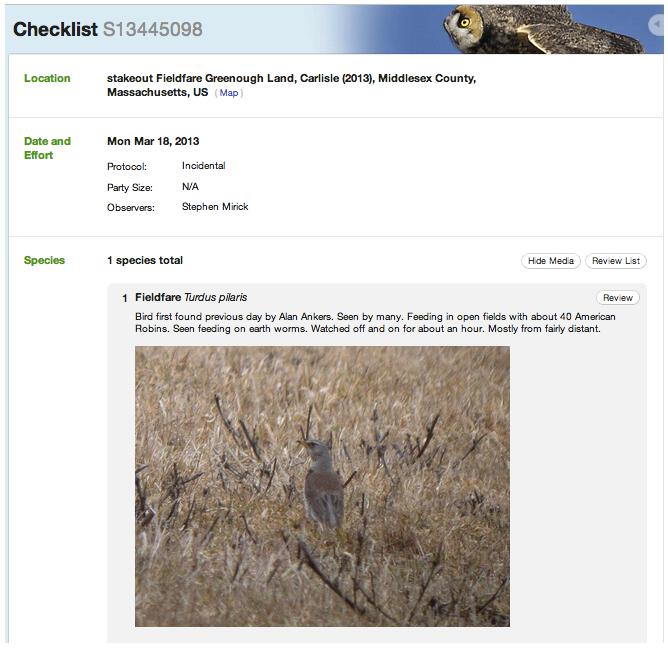 Checklist S13445098
Location
stakeout Fieldfare Greenough Land, Carlisle (2013), Middlesex County,
Massachusetts, US ( Map )
Date and
Effort
Mon Mar 18, 2013
Protocol: Incidental
Party Size: N/A
Observers: Stephen Mirick
Species
1 species total
Hide Media
Review List
1 Fieldfare Turdus pilaris
Review
Bird first found previous day by Alan Ankers. Seen by many. Feeding in open fields with about 40 American
Robins. Seen feeding on earth worms. Watched off and on for about an hour. Mostly from fairly distant.